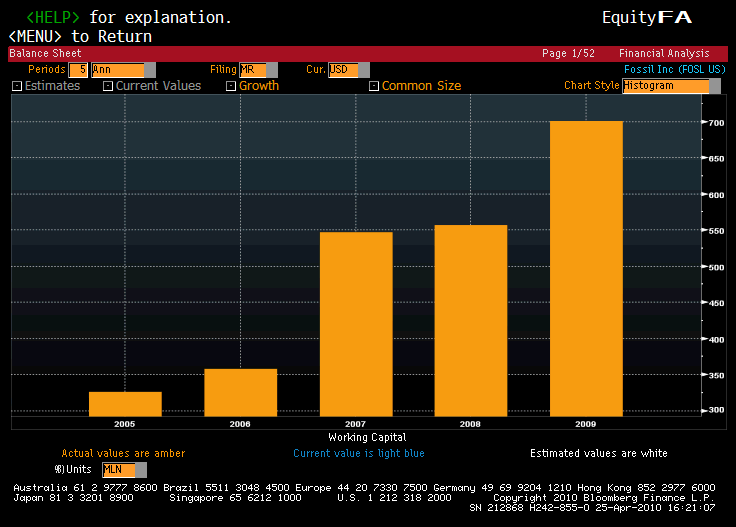 <HELP> for explanation. EquityFA
<MENU> to Return
Balance Sheet Page 1/52 Financial Analysis
Periods 5 Ann Filing MR Cur. USD Fossil Inc (FOSL US)
Estimates Current Values Growth Common Size Chart Style Histogram
700
650
600
550
500
450
400
350
300
2005 2006 2007 2008 2009
Working Capital
Actual values are amber Current value is light blue Estimated values are white
%)Units MLN
Australia 61 2 9777 8600 Brazil 5511 3048 4500 Europe 44 20 7330 7500 Germany 49 69 9204 1210 Hong Kong 852 2977 6000
Japan 81 3 3201 8900 Singapore 65 6212 1000 U.S. 1 212 318 2000 Copyright 2010 Bloomberg Finance L.P.
SN 212868 H242-855-0 25-Apr-2010 16:21:07